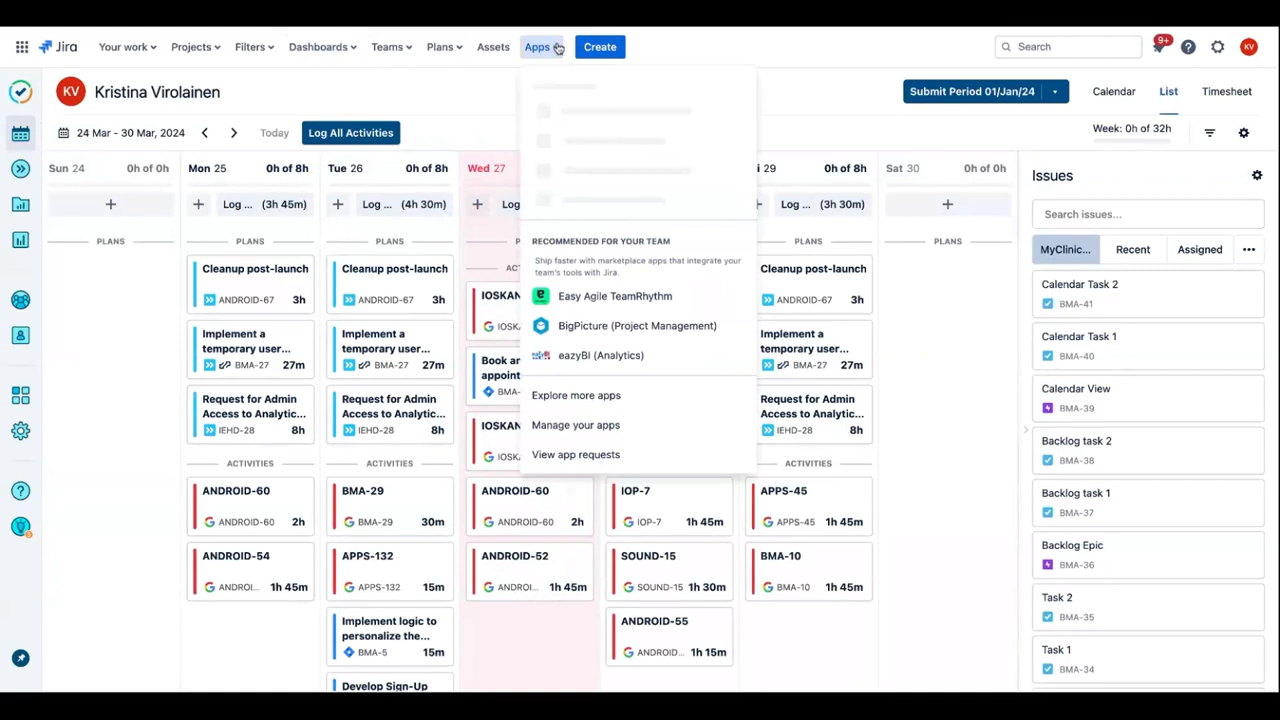 Jira
Your work
Projects
Filters
Dashboards
Teams
Plans
Assets
Apps
Create
Search
9+
KV
KV
Kristina Virolainen
Submit Period 01/Jan/24
Calendar
List
Timesheet
24 Mar - 30 Mar, 2024
Today
Log All Activities
Week: 0h of 32h
Sun 24
0h of 0h
PLANS
Mon 25
0h of 8h
Log ... (3h 45m)
PLANS
Cleanup post-launch
ANDROID-67
3h
Implement a
temporary user...
BMA-27
27m
Request for Admin
Access to Analytic...
IEHD-28
8h
ACTIVITIES
ANDROID-60
ANDROID-60
2h
ANDROID-54
ANDROI...
1h 45m
Tue 26
0h of 8h
Log ... (4h 30m)
PLANS
Cleanup post-launch
ANDROID-67
3h
Implement a
temporary user...
BMA-27
27m
Request for Admin
Access to Analytic...
IEHD-28
8h
ACTIVITIES
BMA-29
BMA-29
30m
APPS-132
APPS-132
15m
Implement logic to
personalize the...
BMA-5
15m
Develop Sign-Up
Wed 27
Log
P
AC
IOSKAN
IOSKA
Book an
appoint
BMA-
IOSKAN
IOSKA
ANDROID-60
ANDROID-60
2h
ANDROID-52
ANDROI...
1h 45m
RECOMMENDED FOR YOUR TEAM
Ship faster with marketplace apps that integrate your
team's tools with Jira.
Easy Agile TeamRhythm
BigPicture (Project Management)
eazyBI (Analytics)
Explore more apps
Manage your apps
View app requests
IOP-7
IOP-7
1h 45m
SOUND-15
SOUND-15
1h 30m
ANDROID-55
ANDROID...
1h 15m
29
0h of 8h
Log ... (3h 30m)
PLANS
Cleanup post-launch
ANDROID-67
3h
Implement a
temporary user...
BMA-27
27m
Request for Admin
Access to Analytic...
IEHD-28
8h
ACTIVITIES
APPS-45
APPS-45
1h 45m
BMA-10
BMA-10
1h 45m
Sat 30
0h of 0h
PLANS
Issues
Search issues...
MyClinic...
Recent
Assigned
Calendar Task 2
BMA-41
Calendar Task 1
BMA-40
Calendar View
BMA-39
Backlog task 2
BMA-38
Backlog task 1
BMA-37
Backlog Epic
BMA-36
Task 2
BMA-35
Task 1
BMA-34